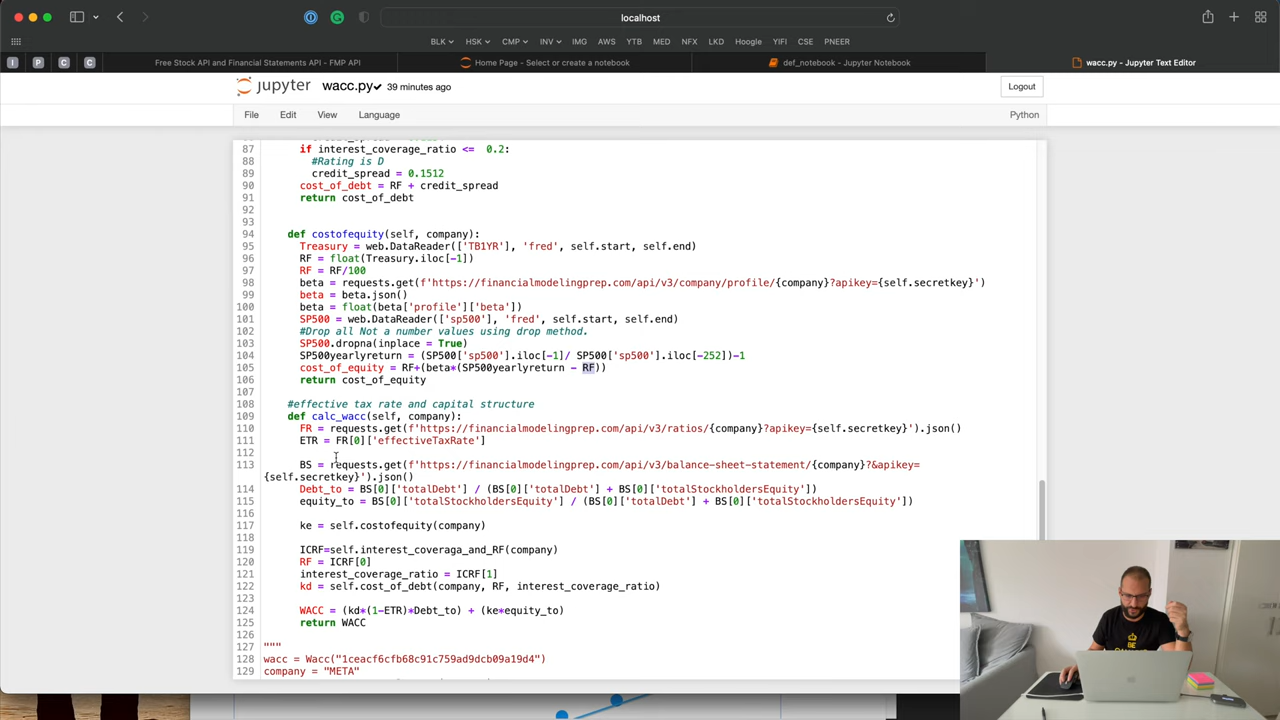 localhost
BLK HSK CMP INV IMG AWS YTB MED NFX LKD Hoogle YIFI CSE PNEER
I P C C Free Stock API and Financial Statements API - FMP API Home Page - Select or create a notebook def_notebook - Jupyter Notebook wacc.py - Jupyter Text Editor
jupyter wacc.py 39 minutes ago Logout
File Edit View Language Python
87 if interest_coverage_ratio <= 0.2:
88 #Rating is D
89 credit_spread = 0.1512
90 cost_of_debt = RF + credit_spread
91 return cost_of_debt
92
93
94 def costofequity(self, company):
95 Treasury = web.DataReader(['TB1YR'], 'fred', self.start, self.end)
96 RF = float(Treasury.iloc[-1])
97 RF = RF/100
98 beta = requests.get(f'https://financialmodelingprep.com/api/v3/company/profile/{company}?apikey={self.secretkey}')
99 beta = beta.json()
100 beta = float(beta['profile']['beta'])
101 SP500 = web.DataReader(['sp500'], 'fred', self.start, self.end)
102 #Drop all Not a number values using drop method.
103 SP500.dropna(inplace = True)
104 SP500yearlyreturn = (SP500['sp500'].iloc[-1]/ SP500['sp500'].iloc[-252])-1
105 cost_of_equity = RF+(beta*(SP500yearlyreturn - RF))
106 return cost_of_equity
107
108 #effective tax rate and capital structure
109 def calc_wacc(self, company):
110 FR = requests.get(f'https://financialmodelingprep.com/api/v3/ratios/{company}?apikey={self.secretkey}').json()
111 ETR = FR[0]['effectiveTaxRate']
112
113 BS = requests.get(f'https://financialmodelingprep.com/api/v3/balance-sheet-statement/{company}?&apikey=
{self.secretkey}').json()
114 Debt_to = BS[0]['totalDebt'] / (BS[0]['totalDebt'] + BS[0]['totalStockholdersEquity'])
115 equity_to = BS[0]['totalStockholdersEquity'] / (BS[0]['totalDebt'] + BS[0]['totalStockholdersEquity'])
116
117 ke = self.costofequity(company)
118
119 ICRF=self.interest_coveraga_and_RF(company)
120 RF = ICRF[0]
121 interest_coverage_ratio = ICRF[1]
122 kd = self.cost_of_debt(company, RF, interest_coverage_ratio)
123
124 WACC = (kd*(1-ETR)*Debt_to) + (ke*equity_to)
125 return WACC
126
127 """
128 wacc = Wacc("1ceacf6cfb68c91c759ad9dcb09a19d4")
129 company = "META"